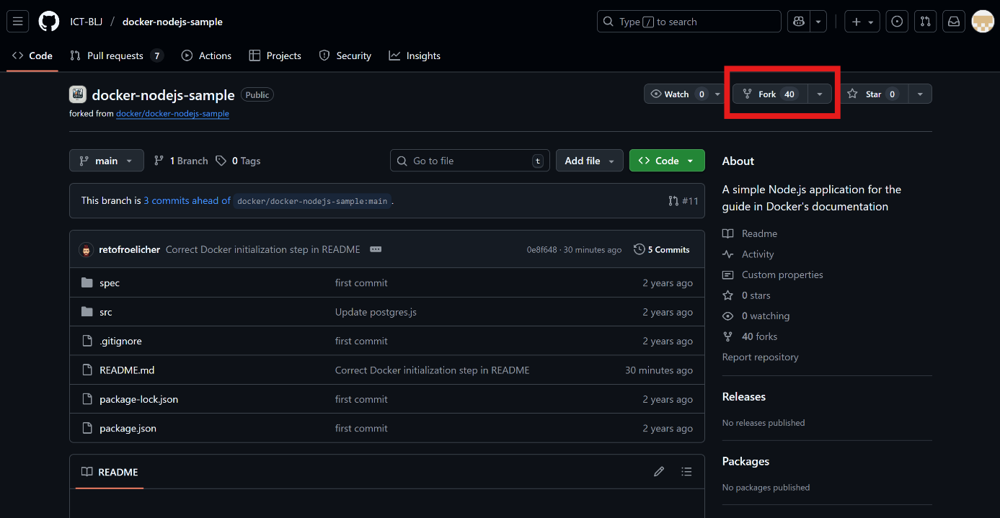 ICT-BLJ / docker-nodejs-sample Type / to search
Code Pull requests 7 Actions Projects Security Insights
docker-nodejs-sample Public Watch 0 Fork 40 Star 0
forked from docker/docker-nodejs-sample
main 1 Branch 0 Tags Go to file t Add file Code
This branch is 3 commits ahead of docker/docker-nodejs-sample:main . #11
retofroelicher Correct Docker initialization step in README 0e8f648 · 30 minutes ago 5 Commits
spec first commit 2 years ago
src Update postgres.js 2 years ago
.gitignore first commit 2 years ago
README.md Correct Docker initialization step in README 30 minutes ago
package-lock.json first commit 2 years ago
package.json first commit 2 years ago
README
About
A simple Node.js application for the
guide in Docker's documentation
Readme
Activity
Custom properties
0 stars
0 watching
40 forks
Report repository
Releases
No releases published
Packages
No packages published